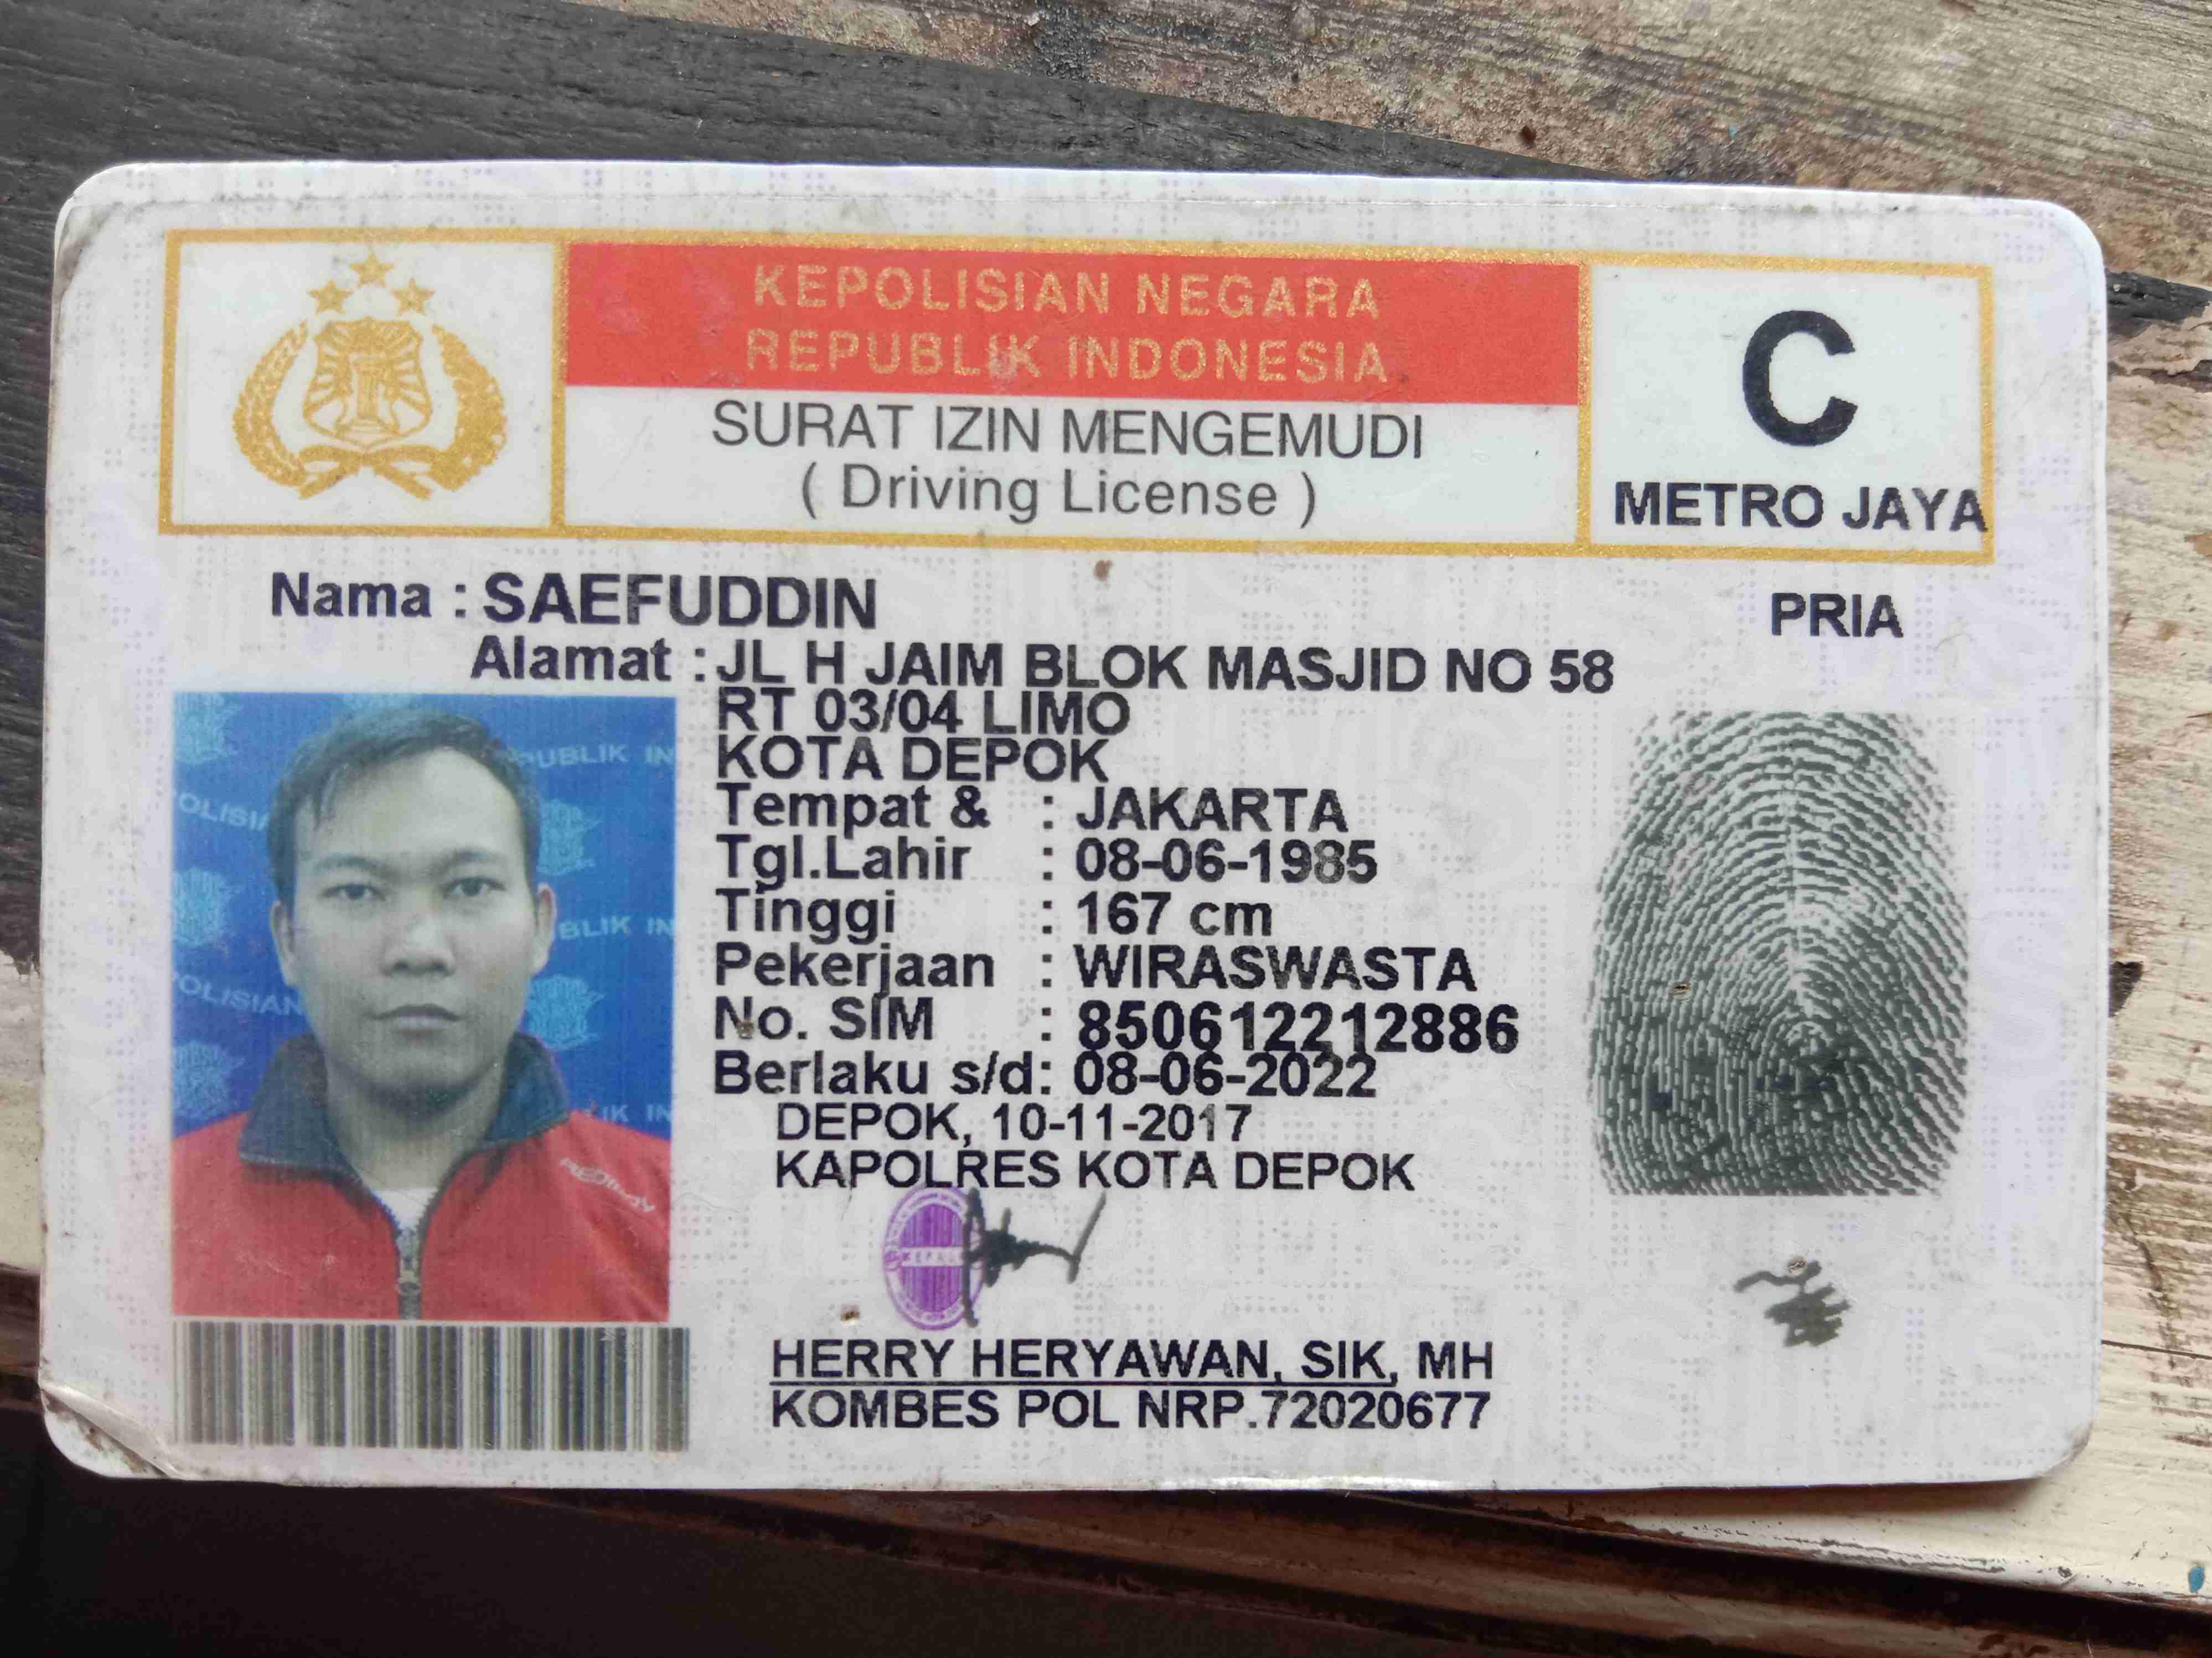 KEPOLISIAN NEGARA
REPUBLIK INDONESIA
SURAT IZIN MENGEMUDI
( Driving License )
C
METRO JAYA
Nama : SAEFUDDIN
PRIA
Alamat : JL H JAIM BLOK MASJID NO 58
RT 03/04 LIMO
KOTA DEPOK
Tempat & : JAKARTA
Tgl.Lahir : 08-06-1985
Tinggi : 167 cm
Pekerjaan : WIRASWASTA
No. SIM : 850612212886
Berlaku s/d: 08-06-2022
DEPOK, 10-11-2017
KAPOLRES KOTA DEPOK
HERRY HERYAWAN, SIK, MH
KOMBES POL NRP.72020677